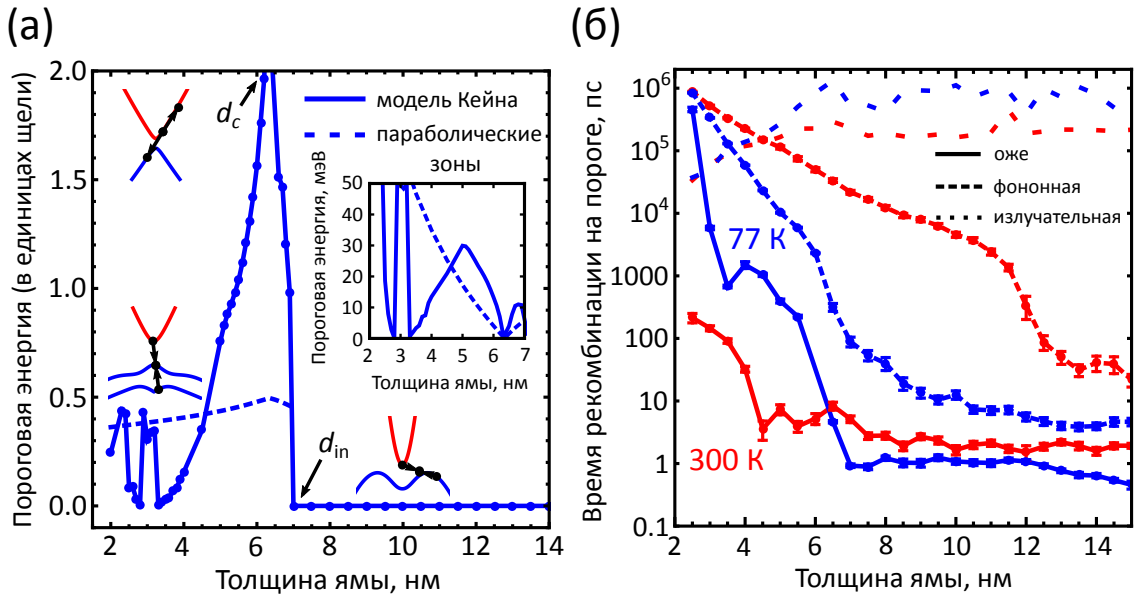 (а)
Пороговая энергия (в единицах щели)
2.0
1.5
1.0
0.5
0.0
d_c
модель Кейна
параболические
зоны
Пороговая энергия, мэВ
50
40
30
20
10
0
2 3 4 5 6 7
Толщина ямы, нм
d_in
2 4 6 8 10 12 14
Толщина ямы, нм
(б)
Время рекомбинации на пороге, пс
10^6
10^5
10^4
1000
100
10
1
0.1
оже
фононная
излучательная
77 К
300 К
2 4 6 8 10 12 14
Толщина ямы, нм